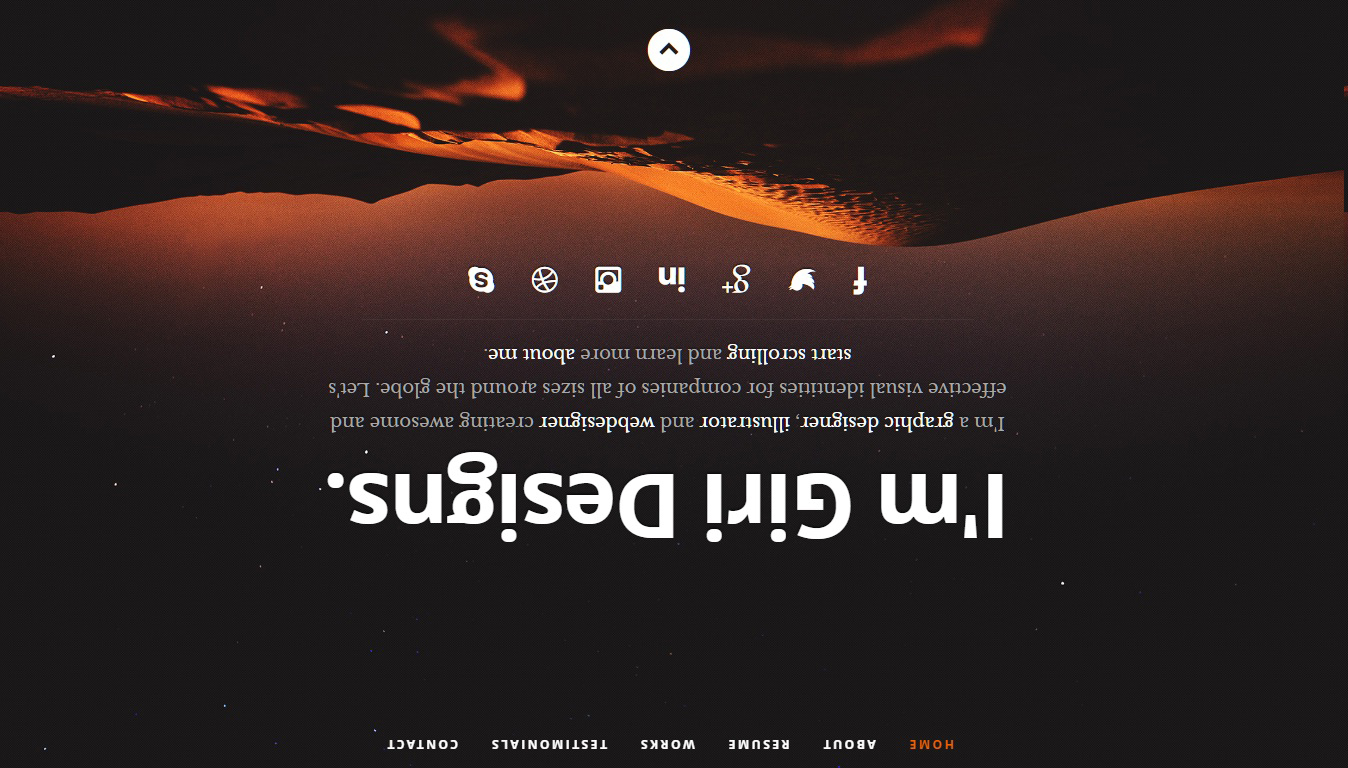 HOME ABOUT RESUME WORKS TESTIMONIALS CONTACT
I'm Giri Designs.
I'm a graphic designer, illustrator and webdesigner creating awesome and
effective visual identities for companies of all sizes around the globe. Let's
start scrolling and learn more about me.